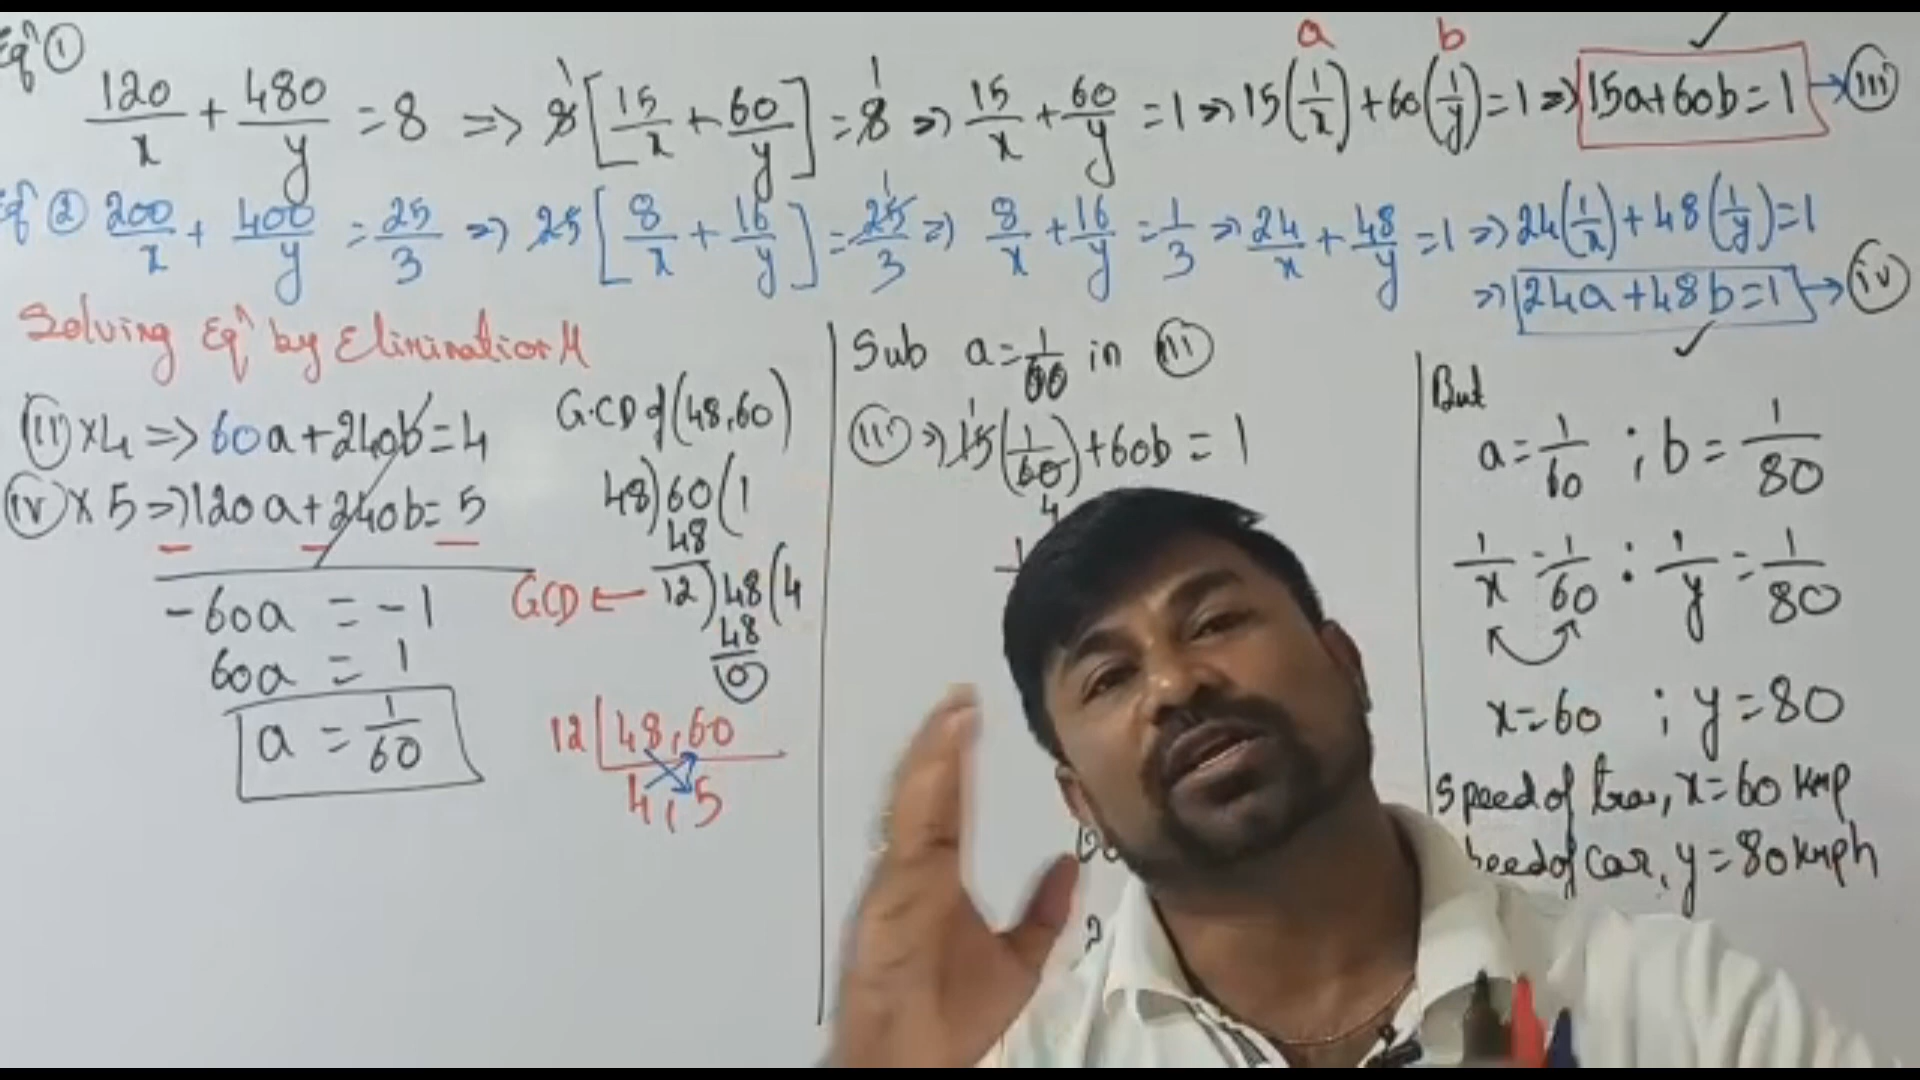 Eqⁿ ① 120/x + 480/y = 8 => 8[15/x + 60/y] = 8 => 15/x + 60/y = 1 => 15(1/x) + 60(1/y) = 1 => 15a+60b=1 → (iii)
a b
1 1
Eqⁿ ② 200/x + 400/y = 25/3 => 25[8/x + 16/y] = 25/3 => 8/x + 16/y = 1/3 => 24/x + 48/y = 1 => 24(1/x) + 48(1/y) = 1
1
=> 24a+48b=1 → (iv)
Solving Eqⁿ by Elimination M
(iii) ×4 => 60a+240b=4
(iv) × 5 => 120a+240b=5
- - -
-60a = -1
60a = 1
a = 1/60
G.CD of (48,60)
48)60(1
48
GCD ← 12)48(4
48
0
12|48,60
4,5
Sub a=1/60 in (iii)
(iii) => 15(1/60)+60b = 1
1
4
But
a=1/60 ; b = 1/80
1/x = 1/60 : 1/y = 1/80
x=60 ; y=80
Speed of x=60 kmp
of car, y=80kmph